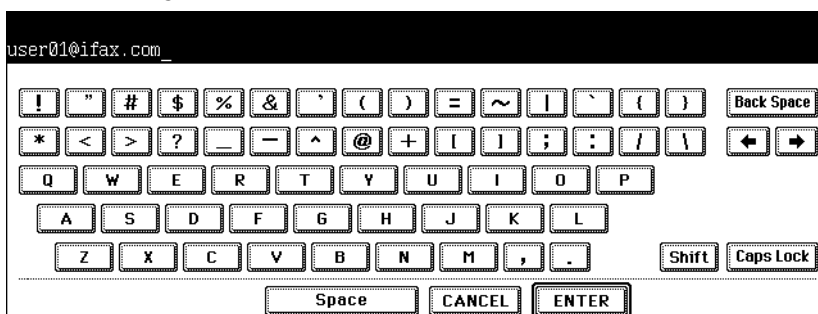 user01@ifax.com_
! " # $ % & ' ( ) = ~ | ` { } Back Space
* < > ? _ - ^ @ + [ ] ; : / \ ← →
Q W E R T Y U I O P
A S D F G H J K L
Z X C V B N M , . Shift Caps Lock
Space CANCEL ENTER